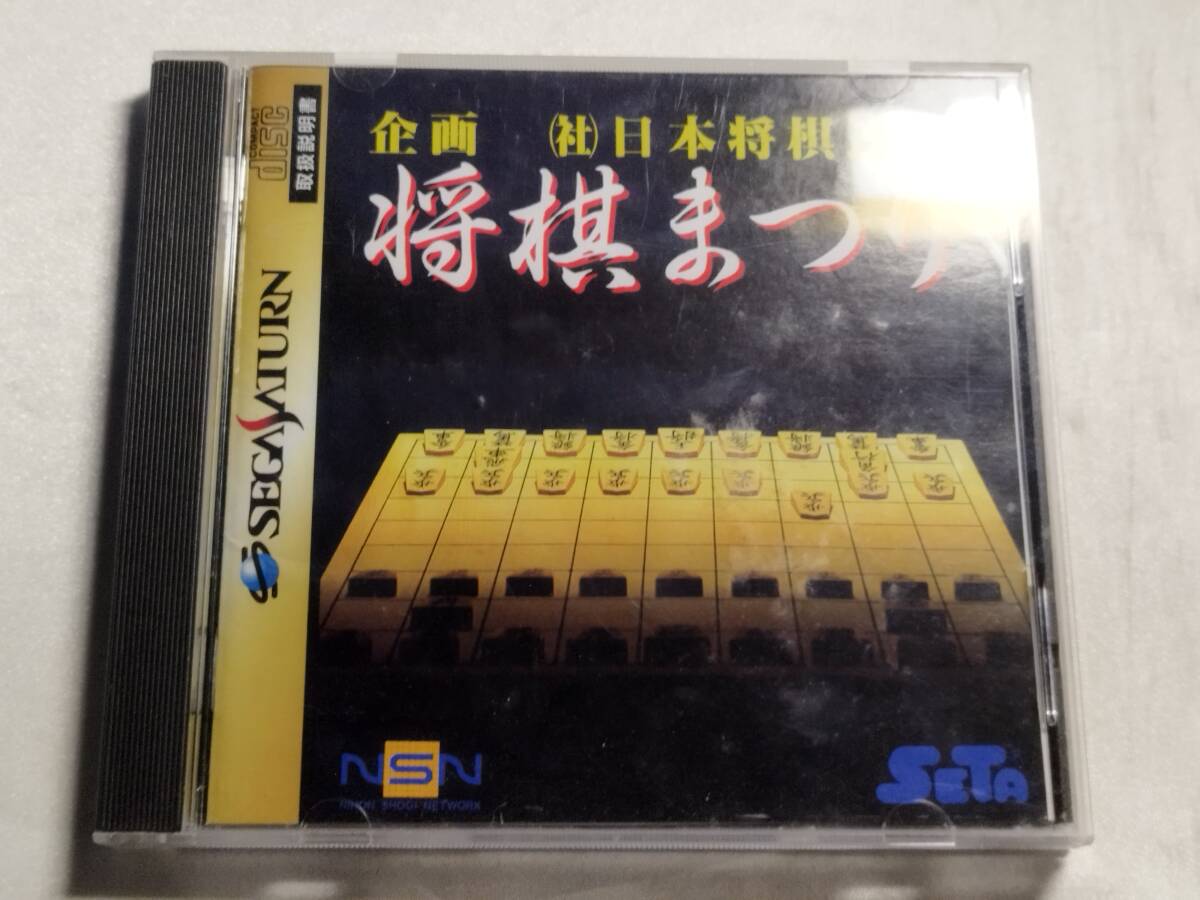 企画 ㈳日本将棋
将棋まつり
COMPACT
disc
取扱説明書
SEGA SATURN
NSN
NIHON SHOGI NETWORK
SETA